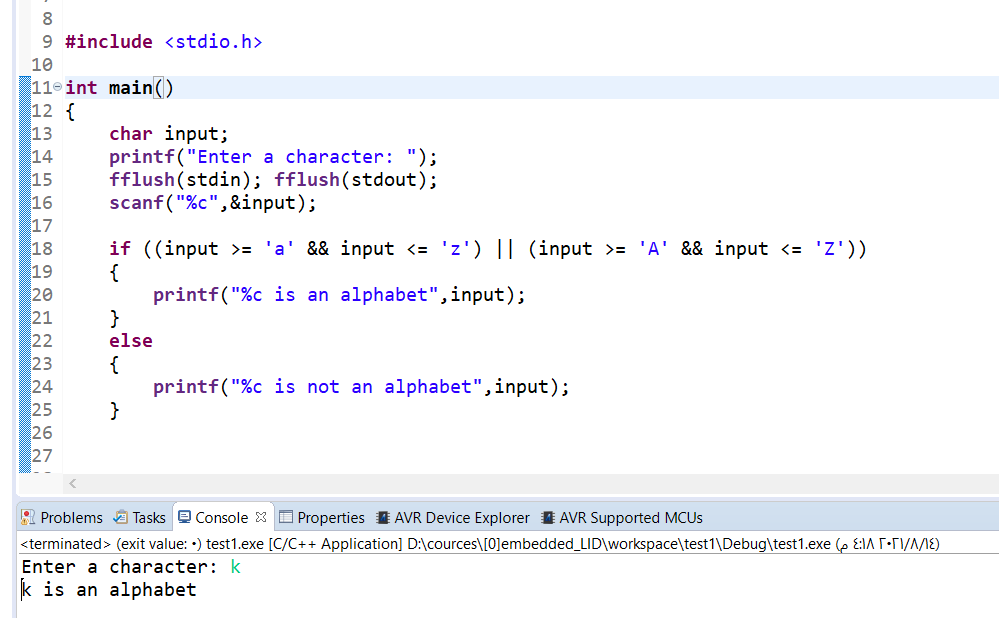 8
9 #include <stdio.h>
10
11 int main()
12 {
13 char input;
14 printf("Enter a character: ");
15 fflush(stdin); fflush(stdout);
16 scanf("%c",&input);
17
18 if ((input >= 'a' && input <= 'z') || (input >= 'A' && input <= 'Z'))
19 {
20 printf("%c is an alphabet",input);
21 }
22 else
23 {
24 printf("%c is not an alphabet",input);
25 }
26
27
Problems Tasks Console Properties AVR Device Explorer AVR Supported MCUs
<terminated> (exit value: ٠) test1.exe [C/C++ Application] D:\cources\[0]embedded_LID\workspace\test1\Debug\test1.exe (١٤‏/٨‏/٢٠٢١ ٤:١٨ م)
Enter a character: k
k is an alphabet